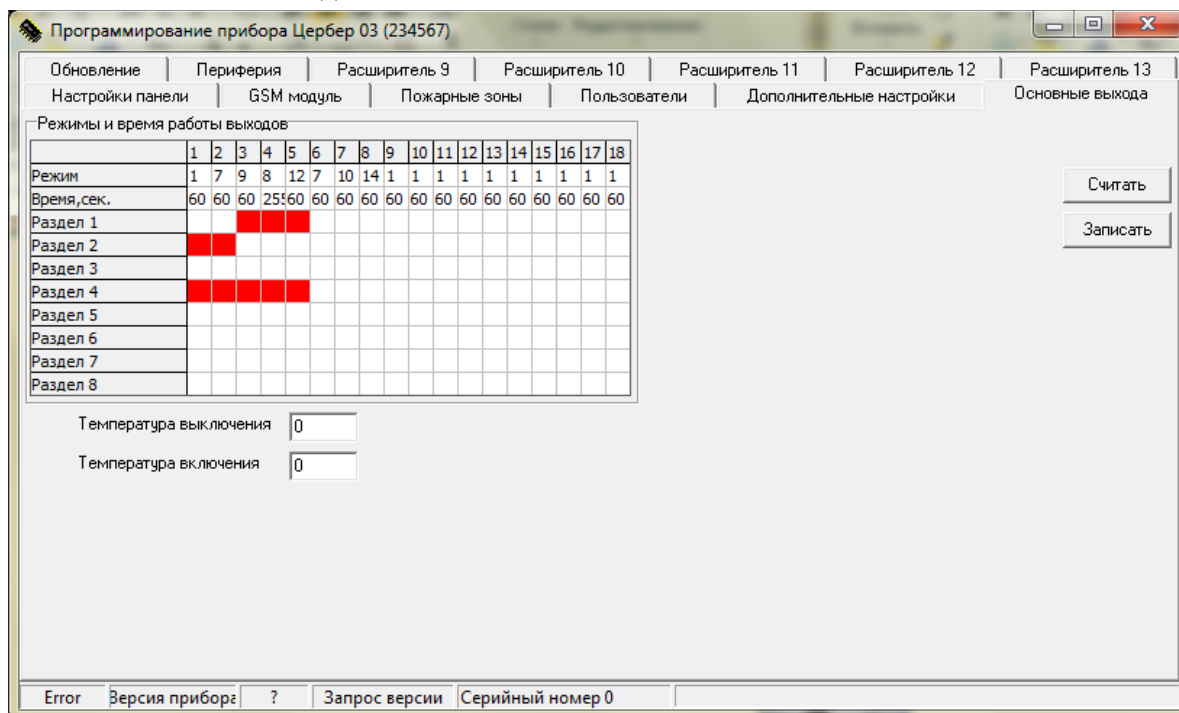 Программирование прибора Цербер 03 (234567)
Обновление Периферия Расширитель 9 Расширитель 10 Расширитель 11 Расширитель 12 Расширитель 13
Настройки панели GSM модуль Пожарные зоны Пользователи Дополнительные настройки Основные выхода
Режимы и время работы выходов
1 2 3 4 5 6 7 8 9 10 11 12 13 14 15 16 17 18
Режим 1 7 9 8 12 7 10 14 1 1 1 1 1 1 1 1 1 1
Время,сек. 60 60 60 255 60 60 60 60 60 60 60 60 60 60 60 60 60 60
Раздел 1
Раздел 2
Раздел 3
Раздел 4
Раздел 5
Раздел 6
Раздел 7
Раздел 8
Считать
Записать
Температура выключения 0
Температура включения 0
Error Версия прибора ? Запрос версии Серийный номер 0